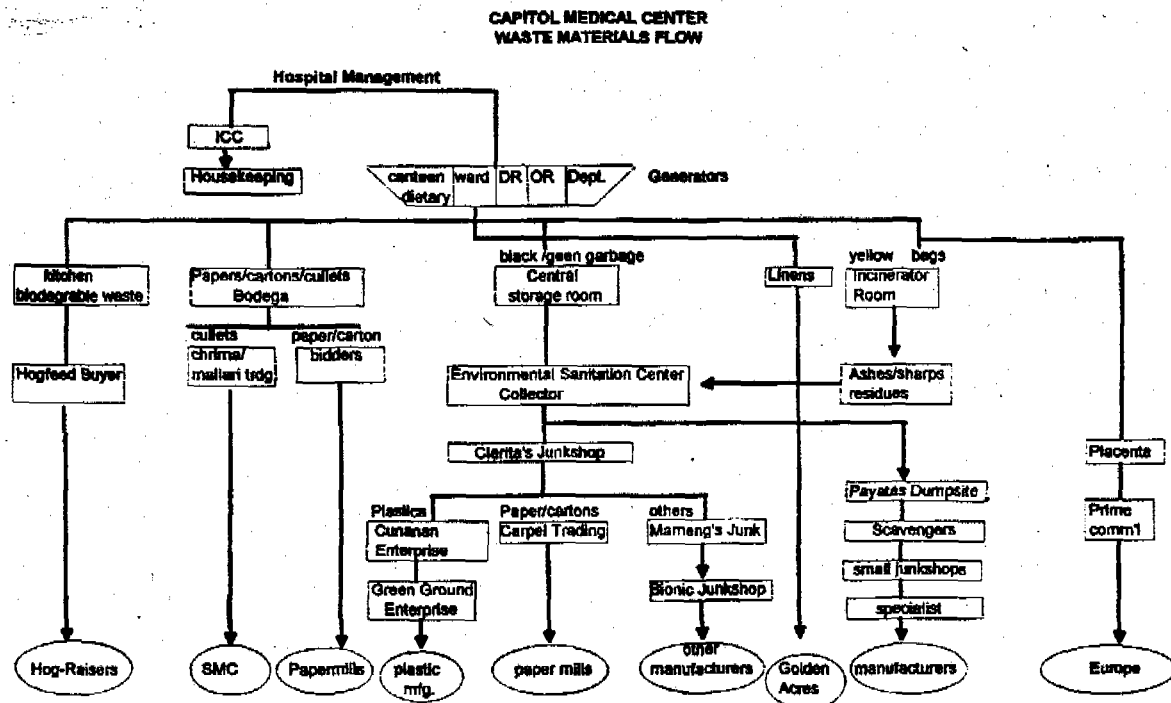 CAPITOL MEDICAL CENTER
WASTE MATERIALS FLOW
Hospital Management
ICC
Housekeeping
canteen
dietary
ward
DR
OR
Dept.
Generators
kitchen
biodegrable waste
Papers/cartons/cullets
Bodega
black /geen garbage
Central
storage room
Linens
yellow bags
Incinerator
Room
cullets
chrima/
mallari trdg
paper/carton
bidders
Hogfeed Buyer
Environmental Sanitation Center
Collector
Ashes/sharps
residues
Clerita's Junkshop
Placenta
Payatas Dumpsite
Plastics
Cunanan
Enterprise
Paper/cartons
Carpel Trading
others
Mameng's Junk
Scavengers
Prime
comm'l
Green Ground
Enterprise
Bionic Junkshop
small junkshops
specialist
Hog-Raisers
SMC
Papermills
plastic
mfg.
paper mills
other
manufacturers
Golden
Acres
manufacturers
Europe